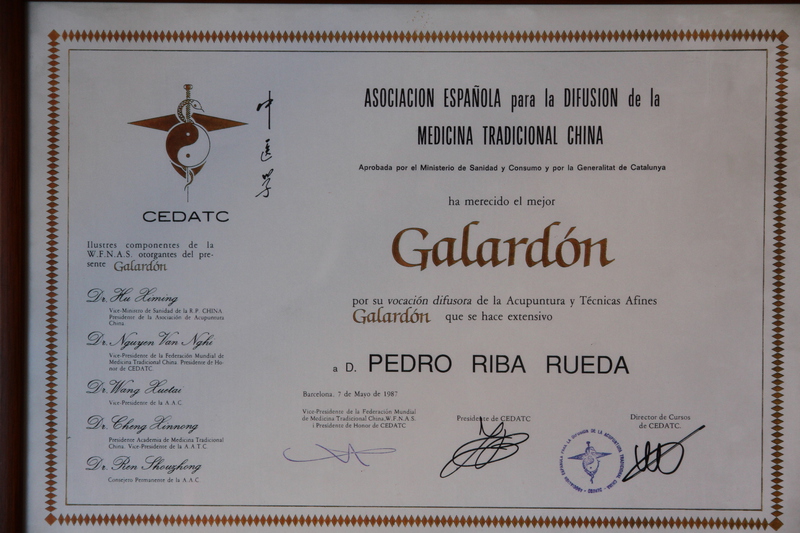 中
医
学
CEDATC
Ilustres componentes de la
W.F.N.A.S. otorgantes del pre-
sente Galardón
Dr. Hu Ximing
Vice-Ministro de Sanidad de la R.P. CHINA
Presidente de la Asociación de Acupuntura
China.
Dr. Nguyen Van Nghi
Vice-Presidente de la Federación Mundial de
Medicina Tradicional China. Presidente de Ho-
nor de CEDATC
Dr. Wang Xuetai
Vice-Presidente de la A.A.C
Dr. Cheng Xinnong
Presidente Academia de Medicina Tradicional
China. Vice-Presidente de la A.A.T.C
Dr. Ren Shouzhong
Consejero Permanente de la A.A.C
ASOCIACION ESPAÑOLA para la DIFUSION de la
MEDICINA TRADICIONAL CHINA
Aprobada por el Ministerio de Sanidad y Consumo y por la Generalitat de Catalunya
ha merecido el mejor
Galardón
por su vocación difusora de la Acupuntura y Técnicas Afines
Galardón que se hace extensivo
a D. PEDRO RIBA RUEDA
Barcelona, 7 de Mayo de 1987
Vice-Presidente de la Federación Mundial
de Medicina Tradicional China, W.F.N.A.S.
i Presidente de Honor de CEDATC
Presidente de CEDATC
Director de Cursos
de CEDATC.